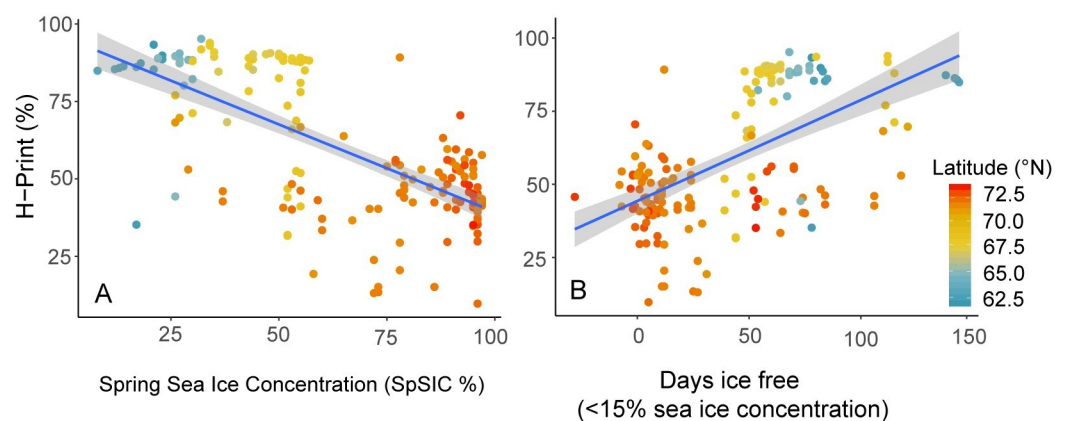 H−Print (%)
100
75
50
25
A
25 50 75 100
Spring Sea Ice Concentration (SpSIC %)
100
75
50
25
B
0 50 100 150
Days ice free
(<15% sea ice concentration)
Latitude (°N)
72.5
70.0
67.5
65.0
62.5